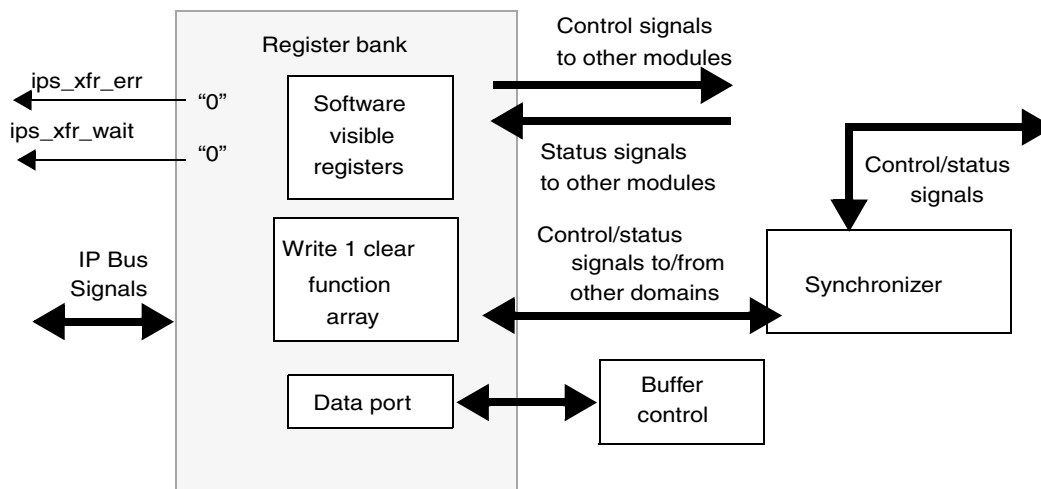 Register bank
ips_xfr_err
“0”
ips_xfr_wait
“0”
Software
visible
registers
Control signals
to other modules
Status signals
to other modules
Control/status
signals
IP Bus
Signals
Write 1 clear
function
array
Control/status
signals to/from
other domains
Synchronizer
Data port
Buffer
control